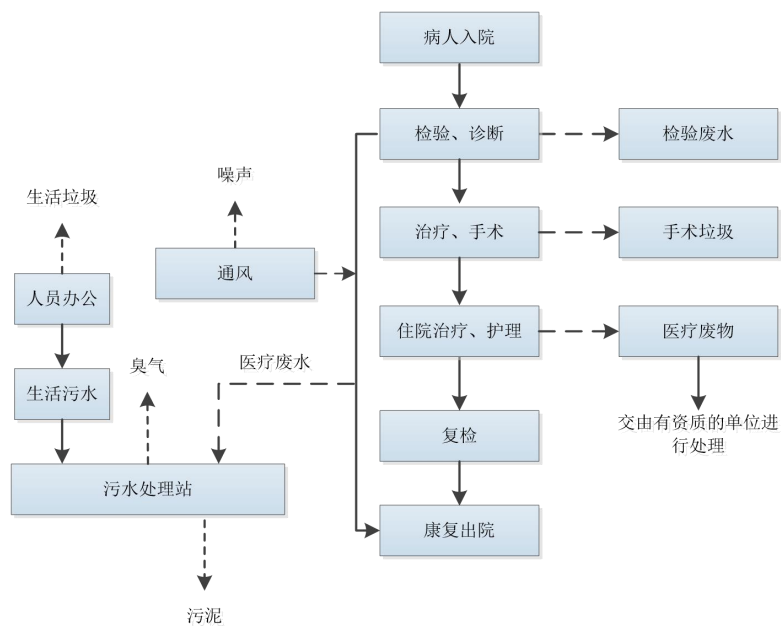 病人入院
检验、诊断
检验废水
噪声
生活垃圾
治疗、手术
手术垃圾
通风
人员办公
住院治疗、护理
医疗废物
臭气
医疗废水
生活污水
交由有资质的单位进
行处理
复检
污水处理站
康复出院
污泥